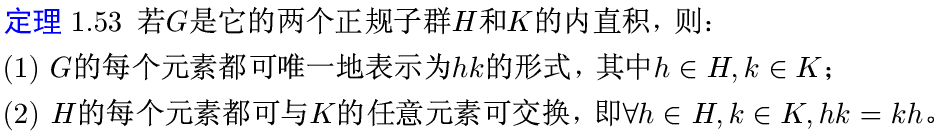 定理 1.53 若G是它的两个正规子群H和K的内直积，则：
(1) G的每个元素都可唯一地表示为hk的形式，其中h ∈ H, k ∈ K；
(2) H的每个元素都可与K的任意元素可交换，即∀h ∈ H, k ∈ K, hk = kh。